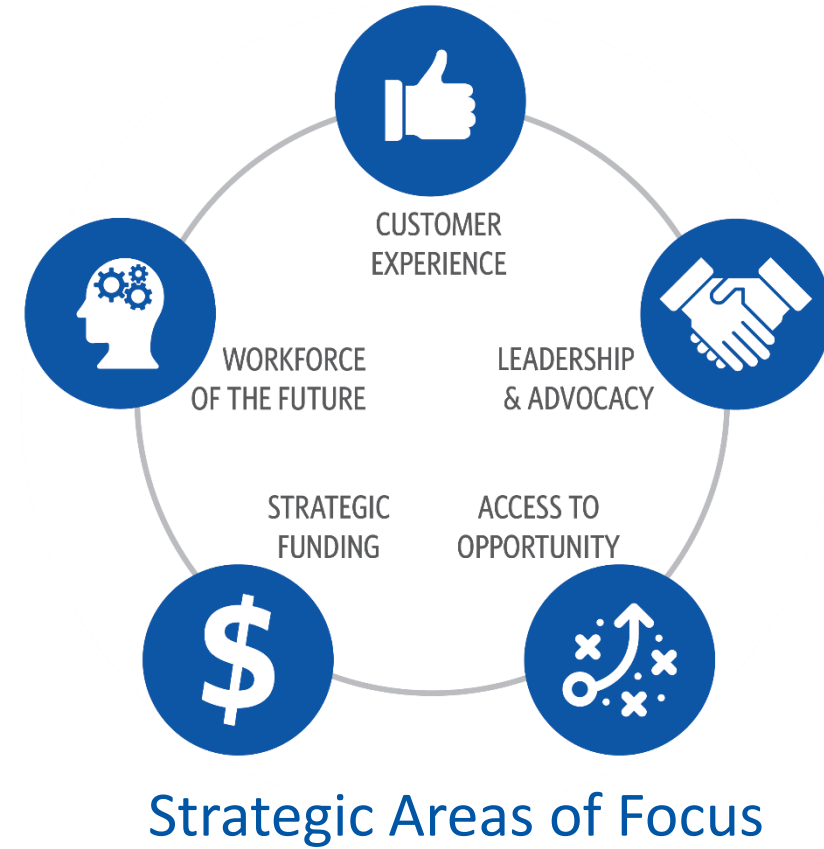 CUSTOMER
EXPERIENCE
WORKFORCE
OF THE FUTURE
LEADERSHIP
& ADVOCACY
STRATEGIC
FUNDING
ACCESS TO
OPPORTUNITY
$
Strategic Areas of Focus